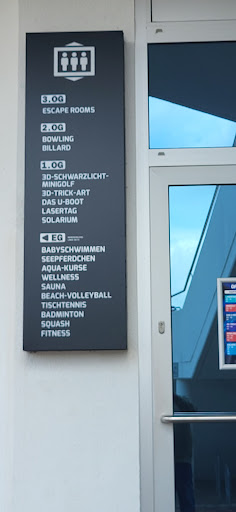 3.OG
ESCAPE ROOMS
2.OG
BOWLING
BILLARD
1.OG
3D-SCHWARZLICHT-
MINIGOLF
3D-TRICK-ART
DAS U-BOOT
LASERTAG
SOLARIUM
EG
BABYSCHWIMMEN
SEEPFERDCHEN
AQUA-KURSE
WELLNESS
SAUNA
BEACH-VOLLEYBALL
TISCHTENNIS
BADMINTON
SQUASH
FITNESS